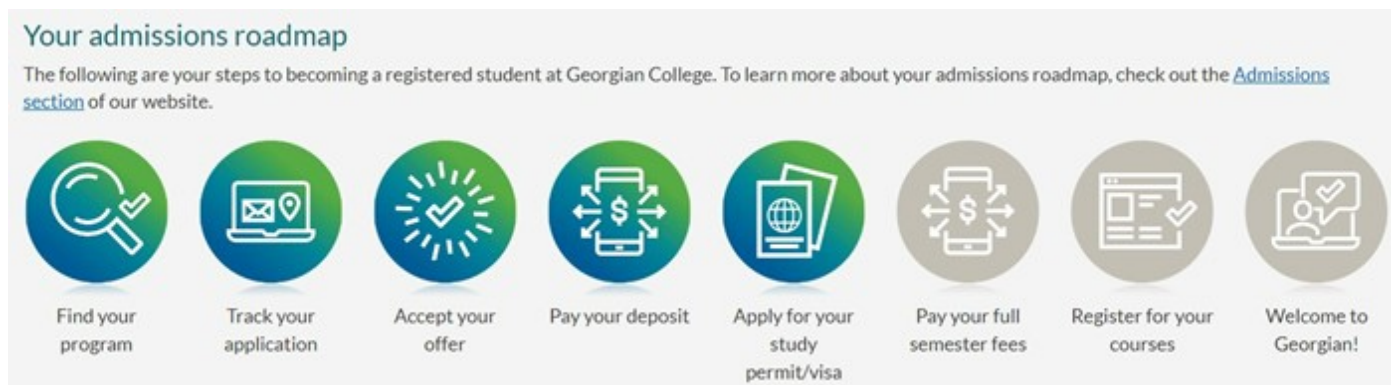 Your admissions roadmap
The following are your steps to becoming a registered student at Georgian College. To learn more about your admissions roadmap, check out the Admissions
section of our website.
$
$
Find your
program
Track your
application
Accept your
offer
Pay your deposit
Apply for your
study
permit/visa
Pay your full
semester fees
Register for your
courses
Welcome to
Georgian!